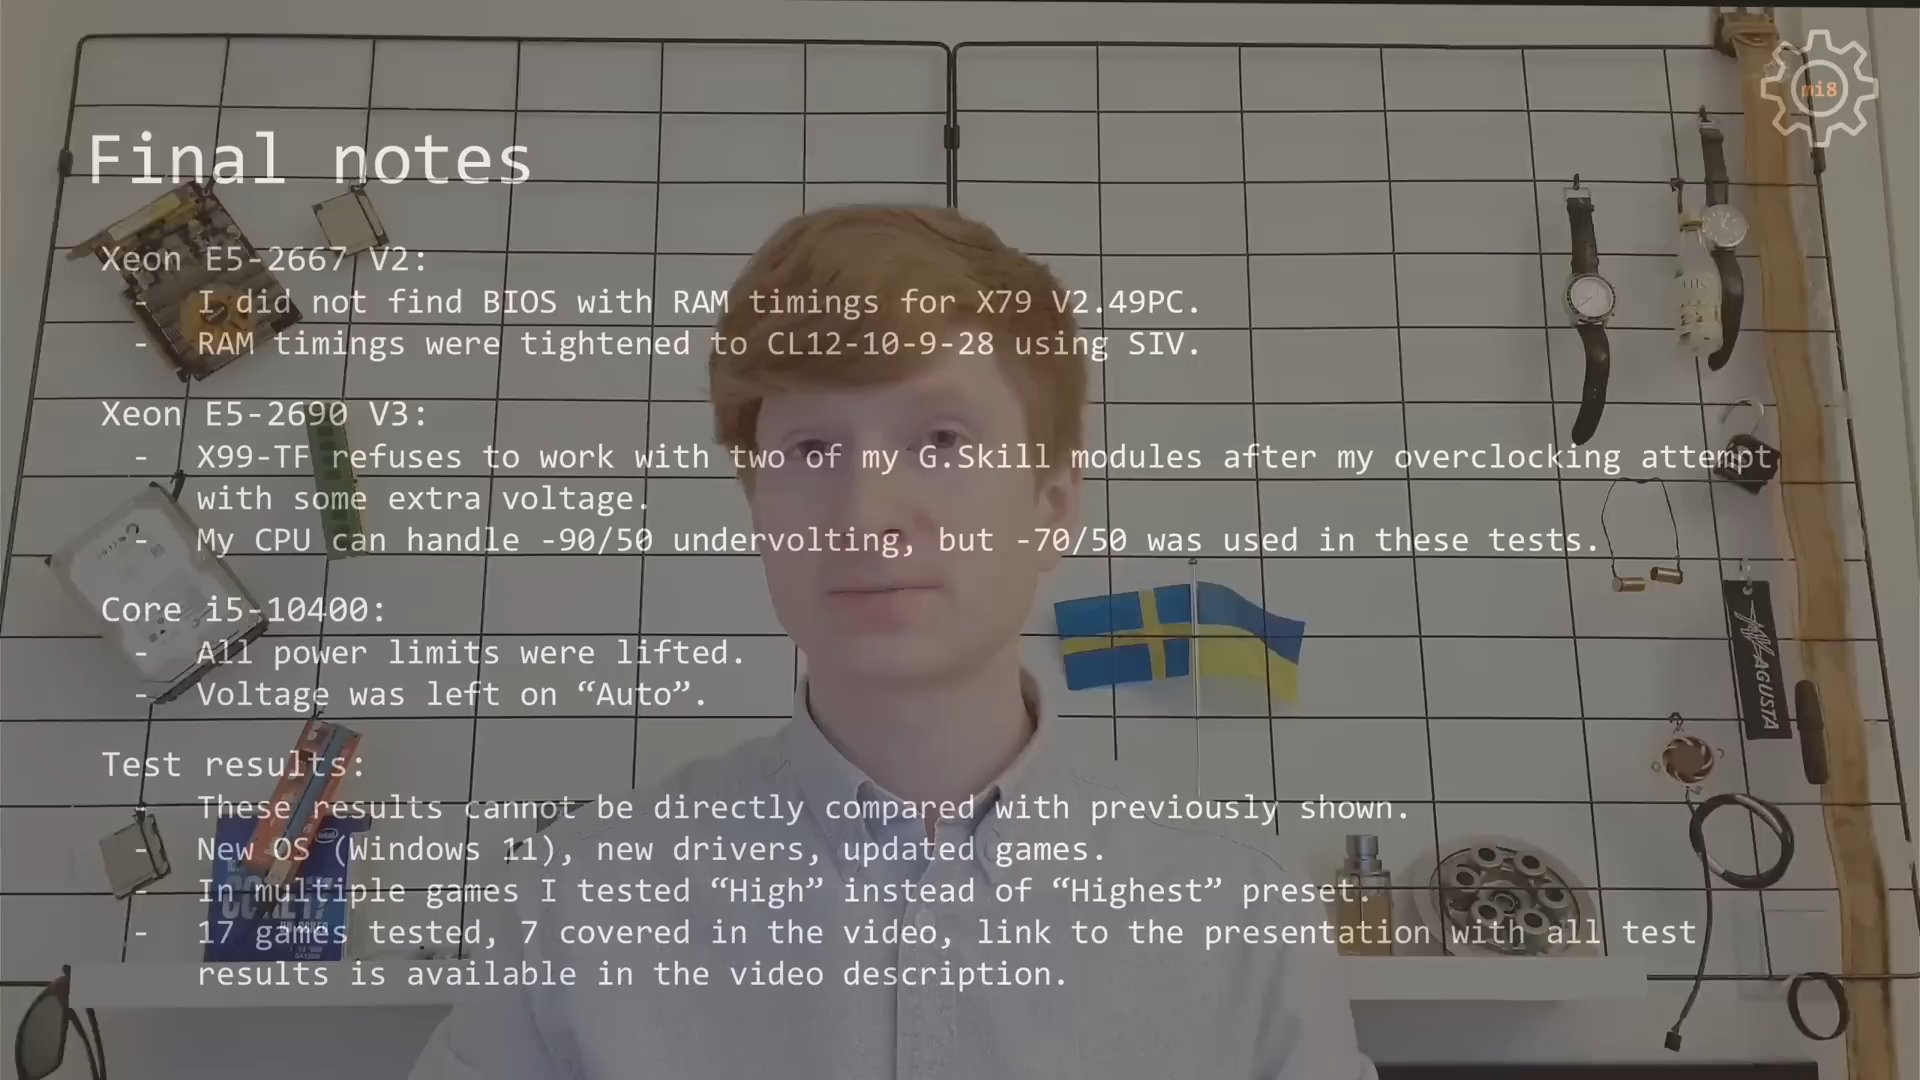 mi8
Final notes
Xeon E5-2667 V2:
- I did not find BIOS with RAM timings for X79 V2.49PC.
- RAM timings were tightened to CL12-10-9-28 using SIV.
Xeon E5-2690 V3:
- X99-TF refuses to work with two of my G.Skill modules after my overclocking attempt
with some extra voltage.
- My CPU can handle -90/50 undervolting, but -70/50 was used in these tests.
Core i5-10400:
- All power limits were lifted.
- Voltage was left on “Auto”.
AGUSTA
Test results:
- These results cannot be directly compared with previously shown.
- New OS (Windows 11), new drivers, updated games.
- In multiple games I tested “High” instead of “Highest” preset.
- 17 games tested, 7 covered in the video, link to the presentation with all test
results is available in the video description.
intel
CORE i7